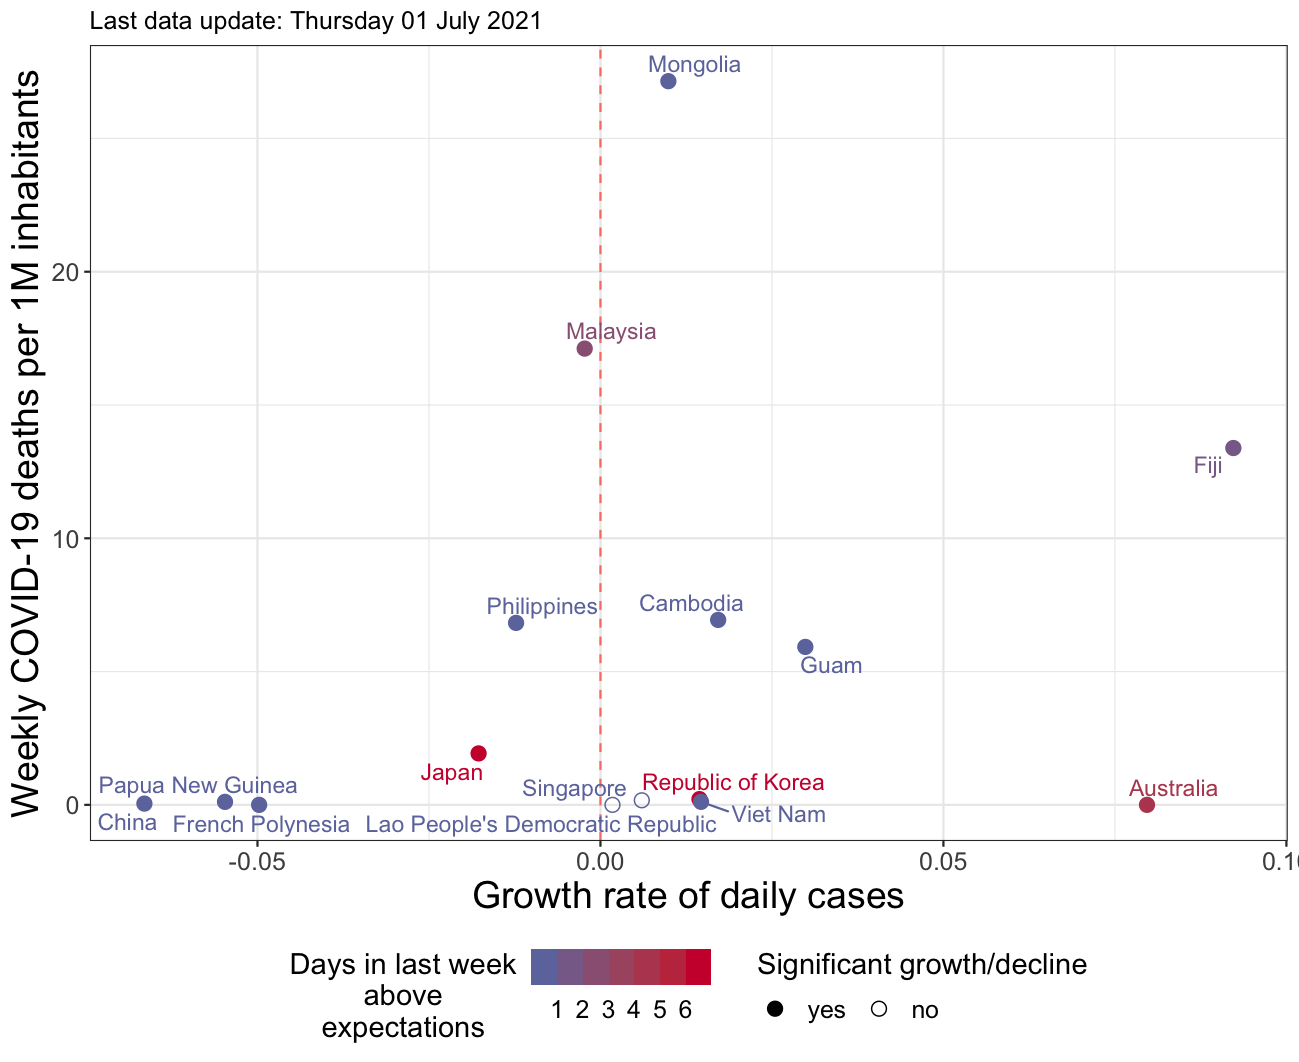 Last data update: Thursday 01 July 2021
Weekly COVID-19 deaths per 1M inhabitants
20
10
0
Mongolia
Malaysia
Fiji
Philippines
Cambodia
Guam
Japan
Papua New Guinea
Singapore
Republic of Korea
Australia
China
French Polynesia
Lao People's Democratic Republic
Viet Nam
-0.05
0.00
0.05
0.10
Growth rate of daily cases
Days in last week
above
expectations
1 2 3 4 5 6
Significant growth/decline
yes
no